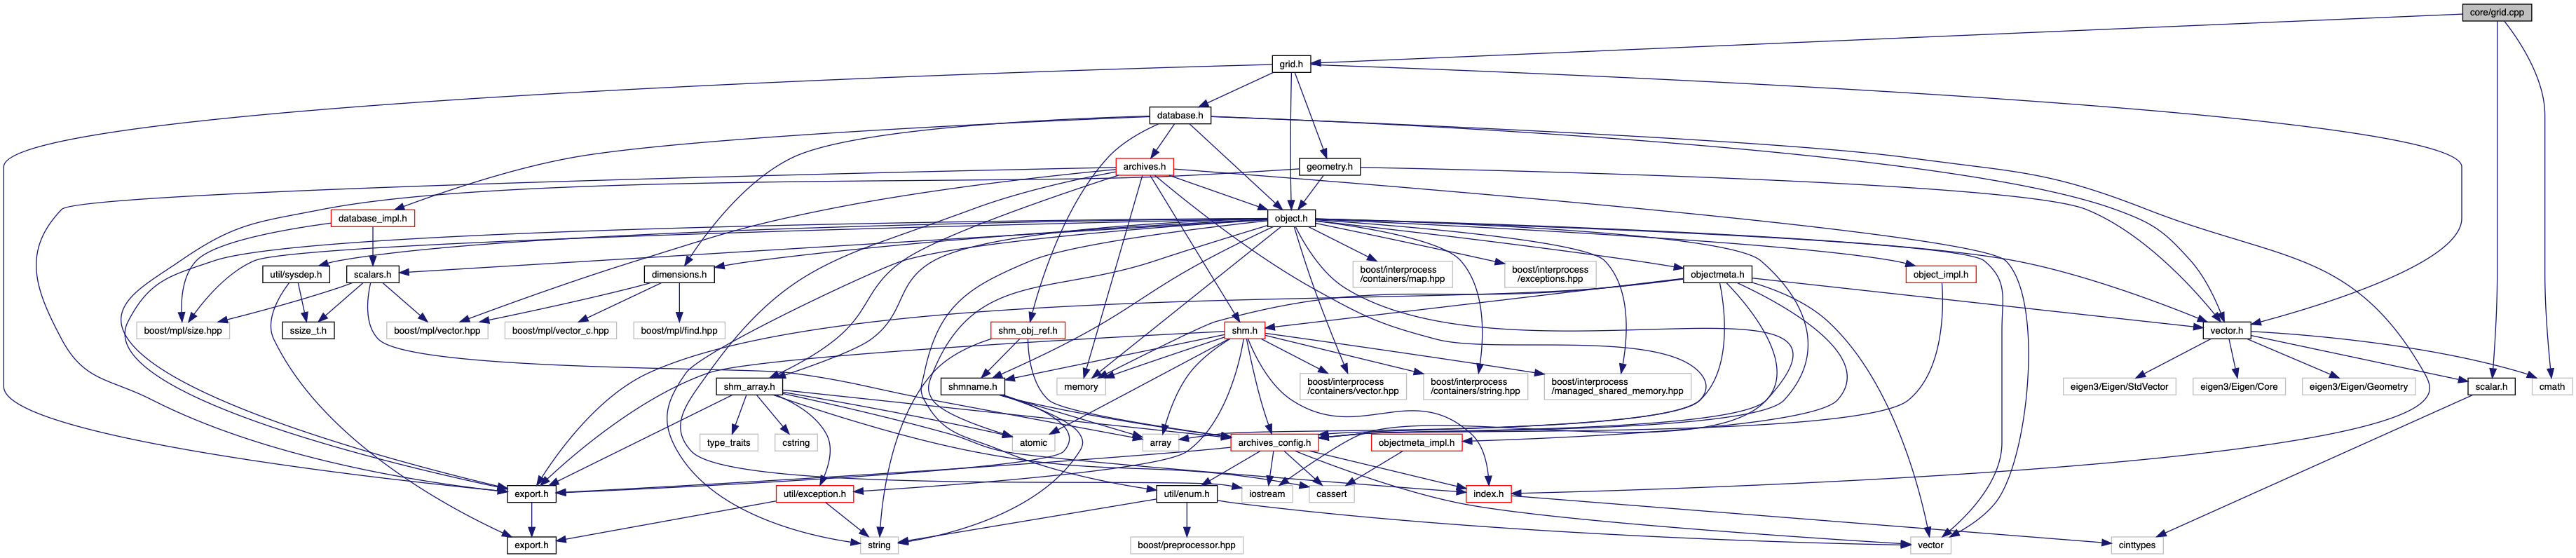 core/grid.cpp
grid.h
database.h
archives.h
geometry.h
database_impl.h
object.h
util/sysdep.h
scalars.h
dimensions.h
boost/interprocess
/containers/map.hpp
boost/interprocess
/exceptions.hpp
objectmeta.h
object_impl.h
boost/mpl/size.hpp
ssize_t.h
boost/mpl/vector.hpp
boost/mpl/vector_c.hpp
boost/mpl/find.hpp
shm_obj_ref.h
shm.h
vector.h
shm_array.h
shmname.h
memory
boost/interprocess
/containers/vector.hpp
boost/interprocess
/containers/string.hpp
boost/interprocess
/managed_shared_memory.hpp
eigen3/Eigen/StdVector
eigen3/Eigen/Core
eigen3/Eigen/Geometry
scalar.h
cmath
type_traits
cstring
atomic
array
archives_config.h
objectmeta_impl.h
export.h
util/exception.h
util/enum.h
iostream
cassert
index.h
export.h
string
boost/preprocessor.hpp
vector
cinttypes